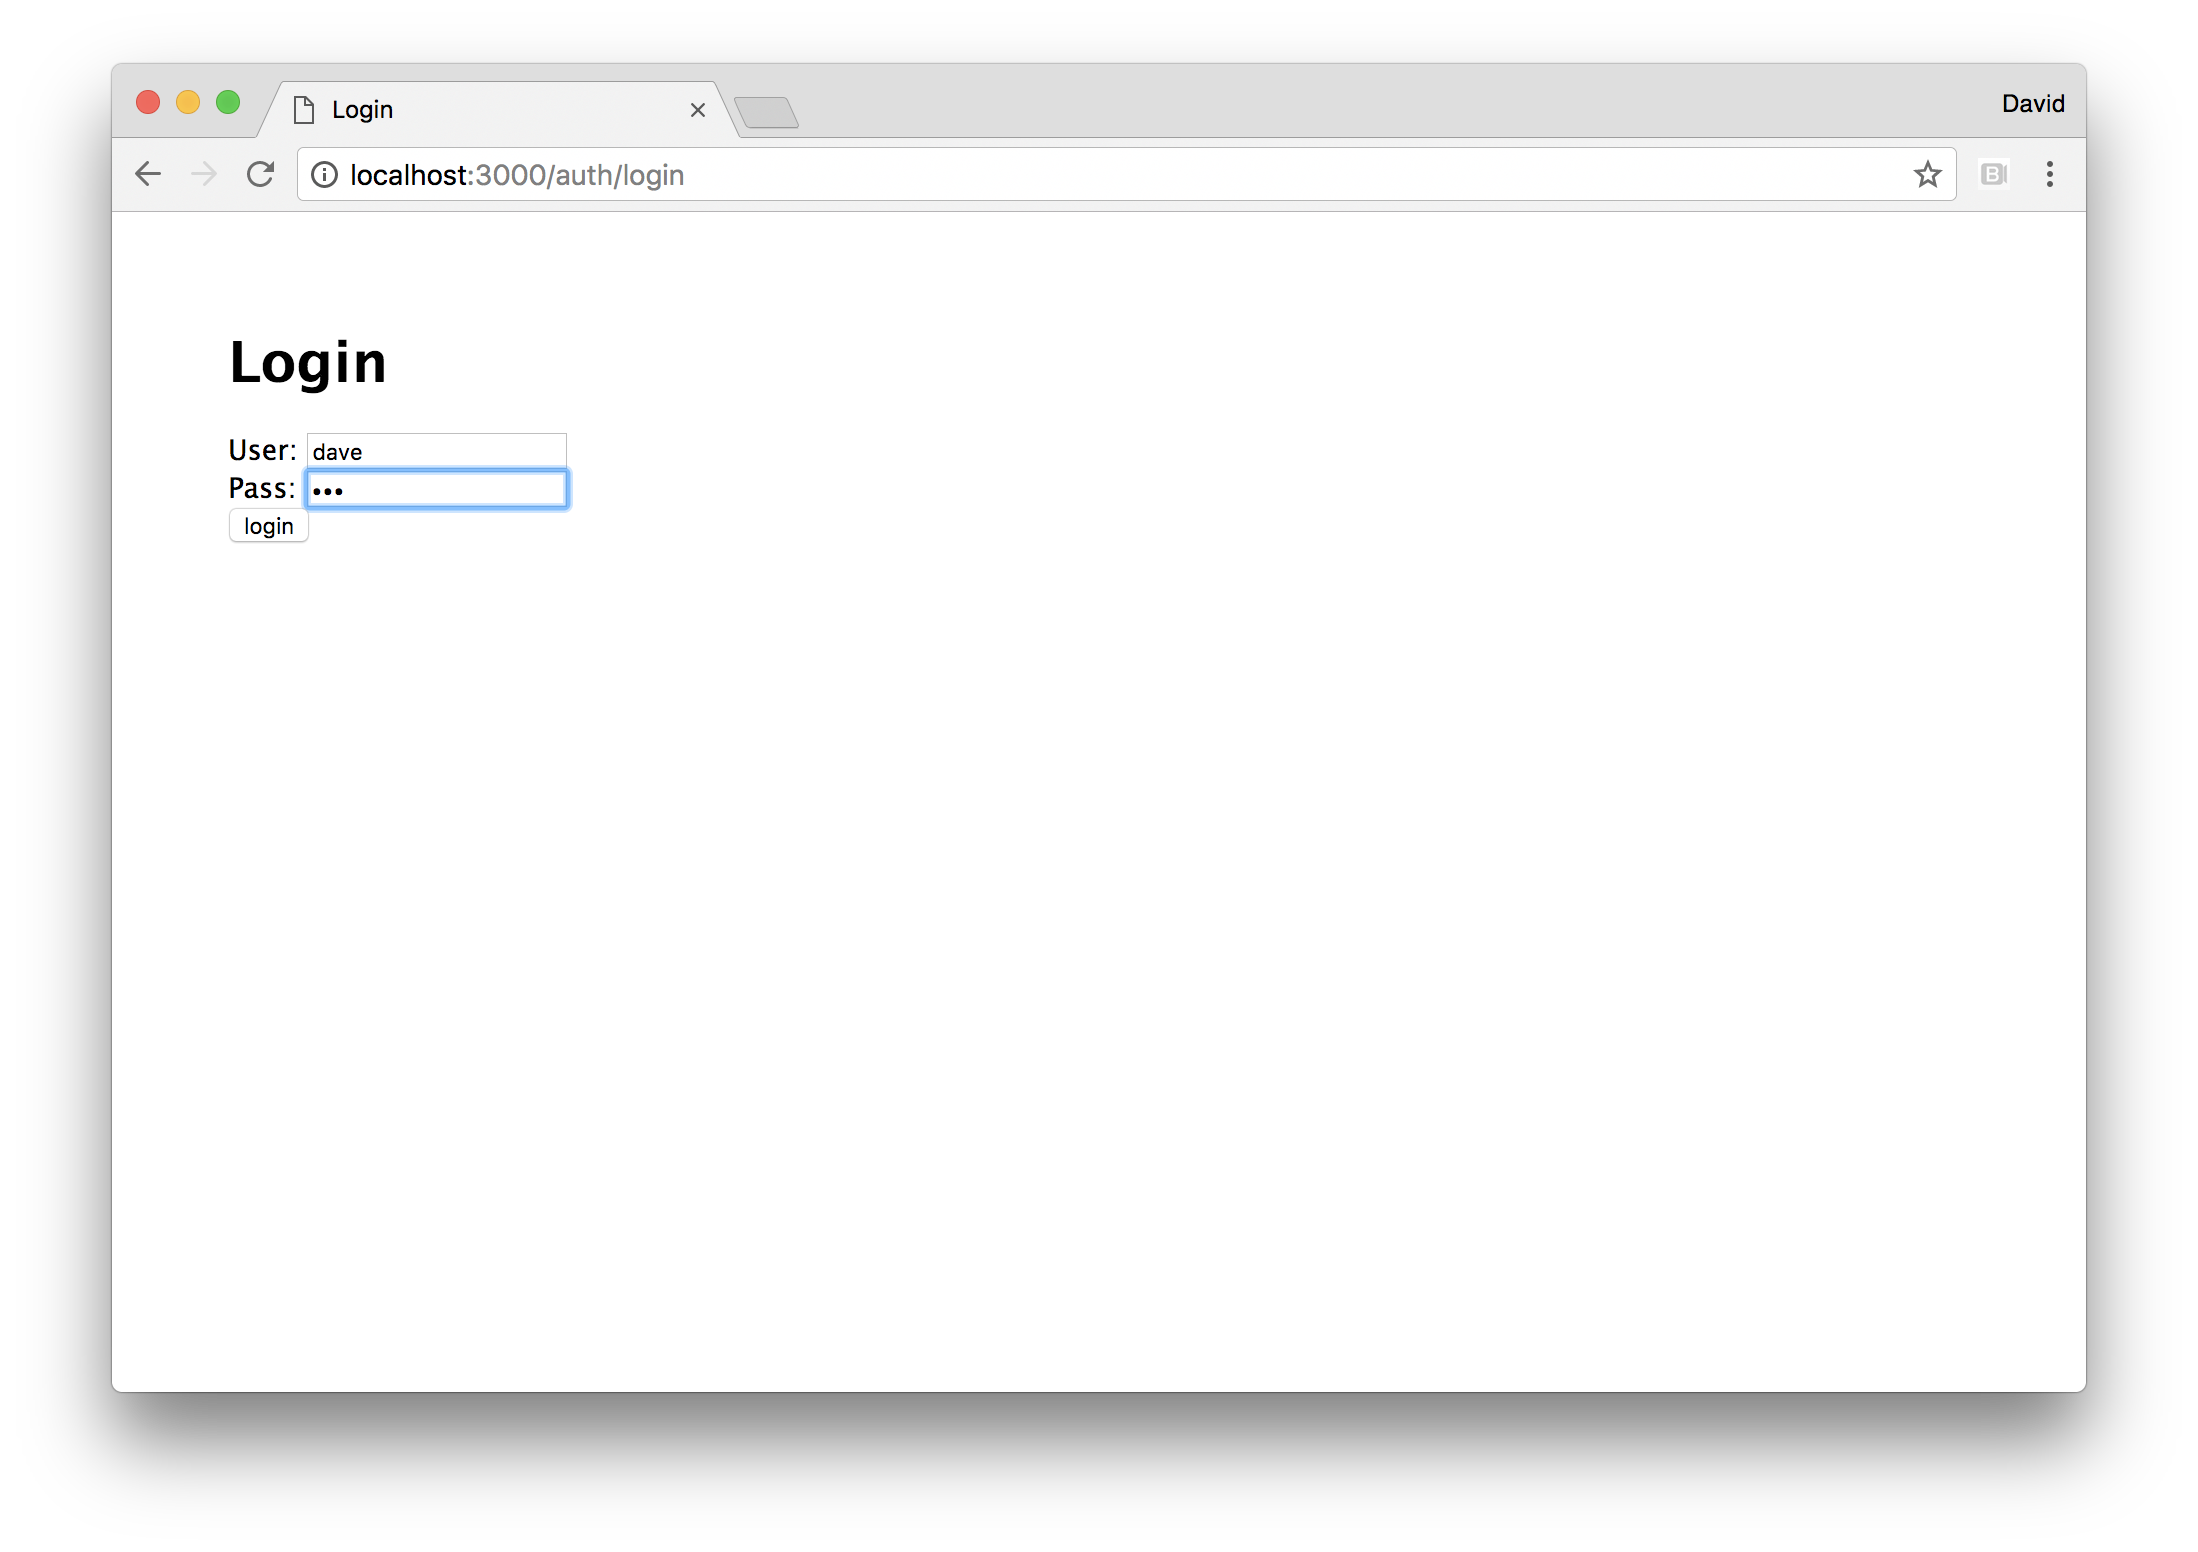 Login
David
localhost:3000/auth/login
B
Login
User: dave
Pass: •••
login